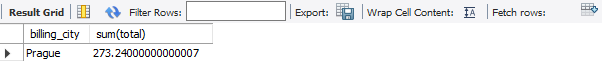 Result Grid Filter Rows: Export: Wrap Cell Content: Fetch rows:
billing_city sum(total)
Prague 273.24000000000007